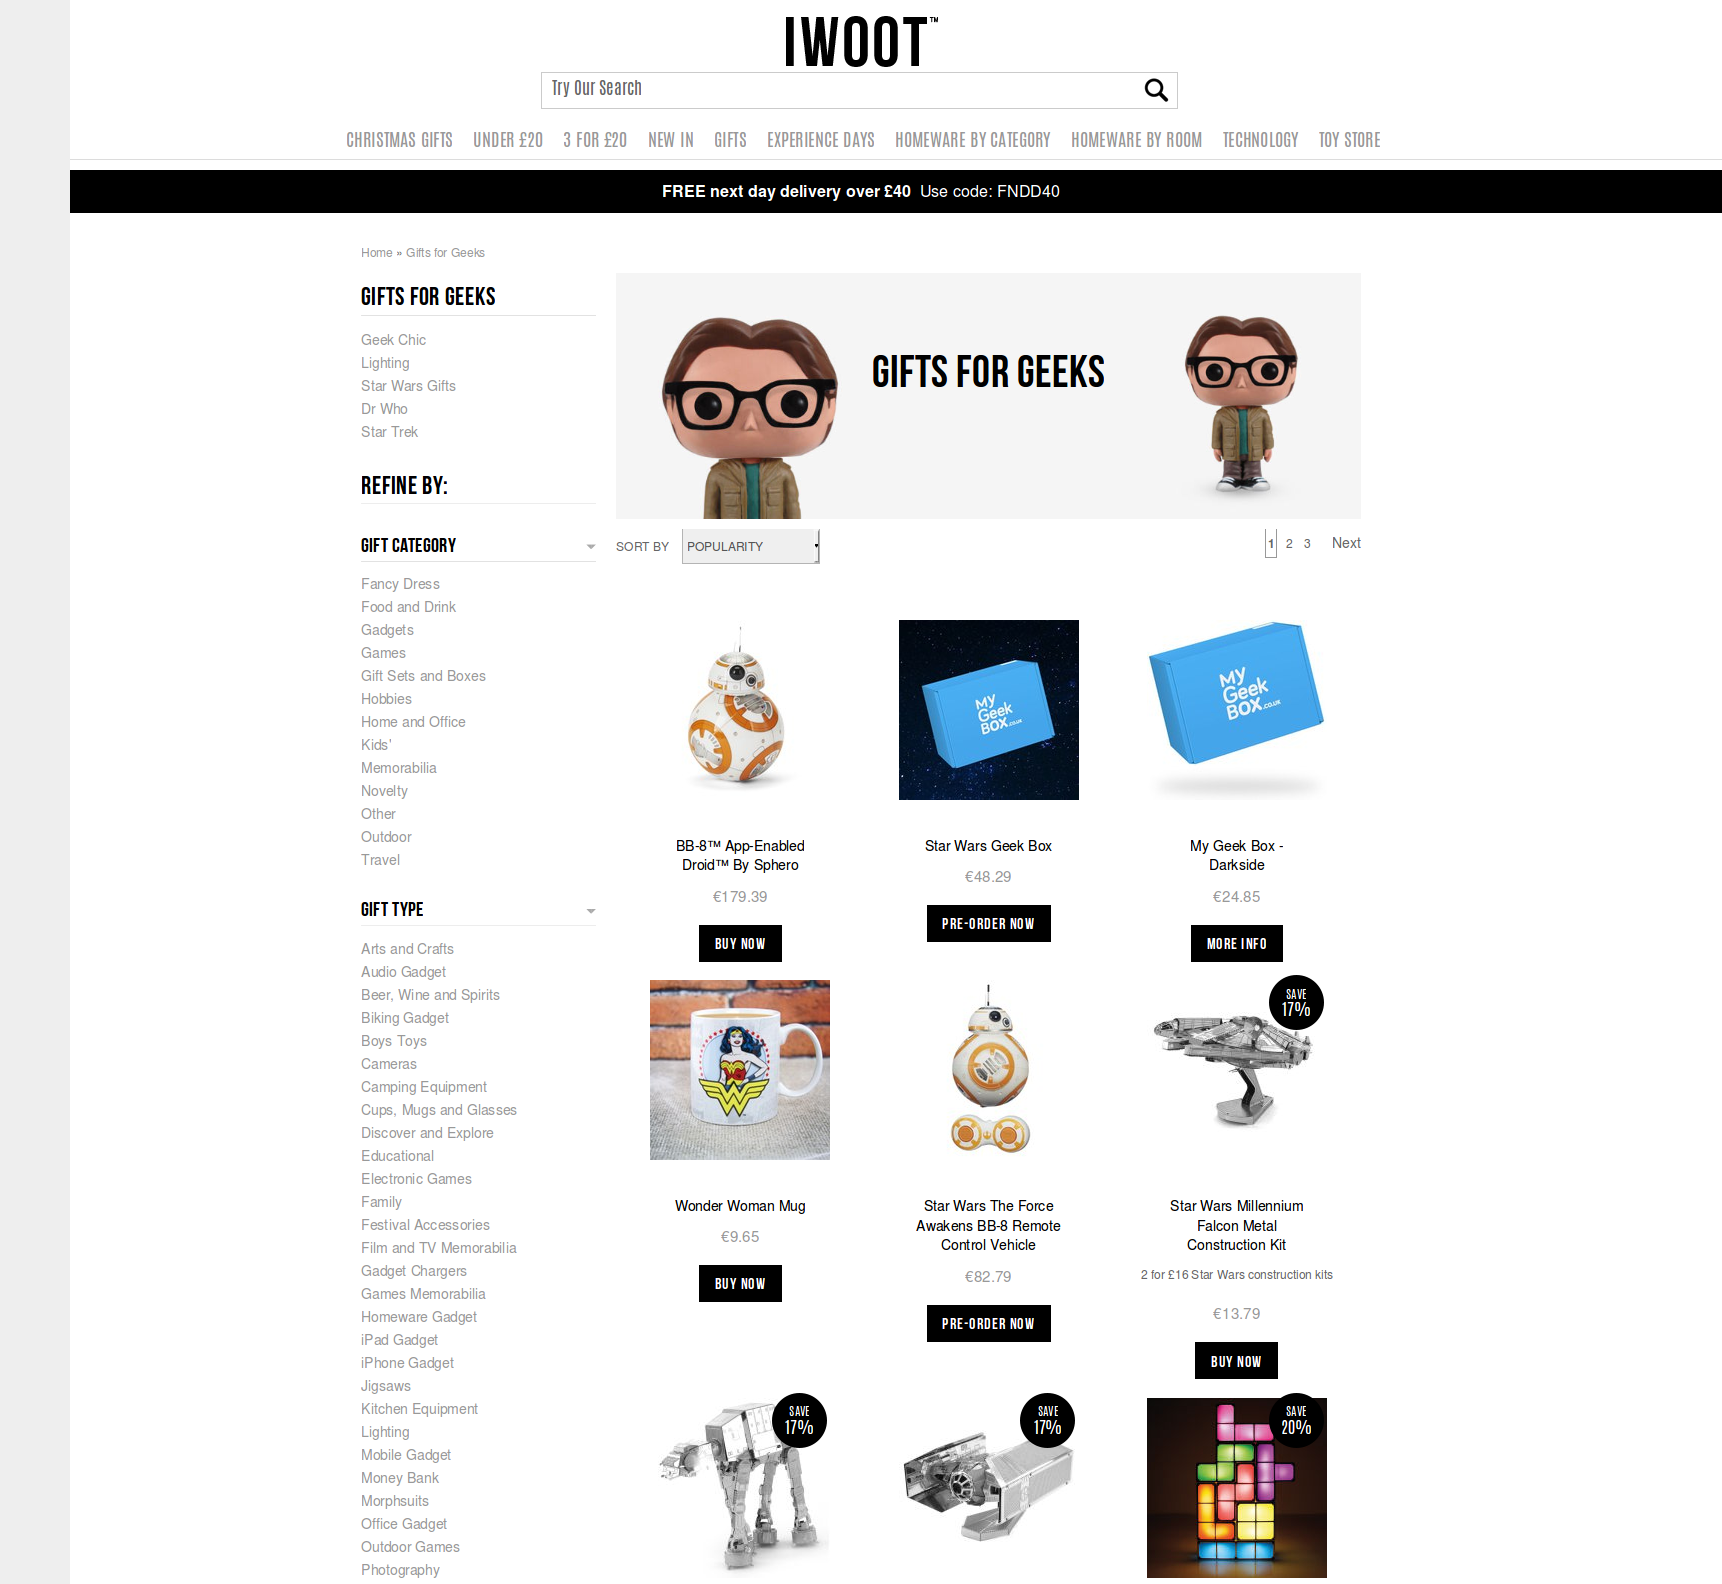 IWOOT™
Try Our Search
CHRISTMAS GIFTS UNDER £20 3 FOR £20 NEW IN GIFTS EXPERIENCE DAYS HOMEWARE BY CATEGORY HOMEWARE BY ROOM TECHNOLOGY TOY STORE
FREE next day delivery over £40 Use code: FNDD40
Home » Gifts for Geeks
GIFTS FOR GEEKS
Geek Chic
Lighting
Star Wars Gifts
Dr Who
Star Trek
REFINE BY:
GIFT CATEGORY
Fancy Dress
Food and Drink
Gadgets
Games
Gift Sets and Boxes
Hobbies
Home and Office
Kids'
Memorabilia
Novelty
Other
Outdoor
Travel
GIFT TYPE
Arts and Crafts
Audio Gadget
Beer, Wine and Spirits
Biking Gadget
Boys Toys
Cameras
Camping Equipment
Cups, Mugs and Glasses
Discover and Explore
Educational
Electronic Games
Family
Festival Accessories
Film and TV Memorabilia
Gadget Chargers
Games Memorabilia
Homeware Gadget
iPad Gadget
iPhone Gadget
Jigsaws
Kitchen Equipment
Lighting
Mobile Gadget
Money Bank
Morphsuits
Office Gadget
Outdoor Games
Photography
GIFTS FOR GEEKS
SORT BY POPULARITY
1 2 3 Next
MY
Geek
BOX.co.uk
MY
Geek
BOX.co.uk
BB-8™ App-Enabled
Droid™ By Sphero
€179.39
BUY NOW
Star Wars Geek Box
€48.29
PRE-ORDER NOW
My Geek Box -
Darkside
€24.85
MORE INFO
SAVE
17%
Wonder Woman Mug
€9.65
BUY NOW
Star Wars The Force
Awakens BB-8 Remote
Control Vehicle
€82.79
PRE-ORDER NOW
Star Wars Millennium
Falcon Metal
Construction Kit
2 for £16 Star Wars construction kits
€13.79
BUY NOW
SAVE
17%
SAVE
17%
SAVE
20%